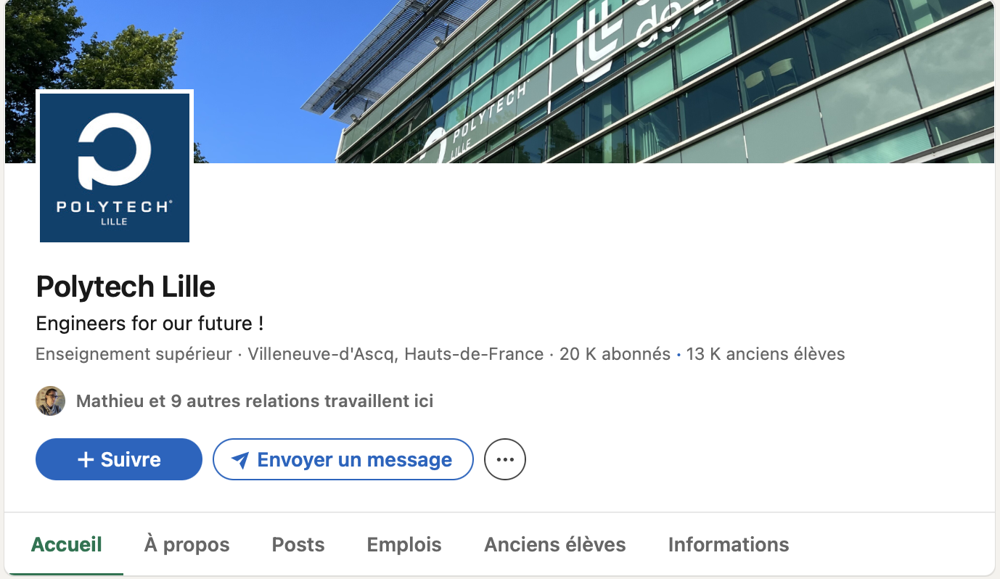 de
POLYTECH
LILLE
POLYTECH®
LILLE
Polytech Lille
Engineers for our future !
Enseignement supérieur · Villeneuve-d'Ascq, Hauts-de-France · 20 K abonnés · 13 K anciens élèves
Mathieu et 9 autres relations travaillent ici
+ Suivre
Envoyer un message
Accueil À propos Posts Emplois Anciens élèves Informations